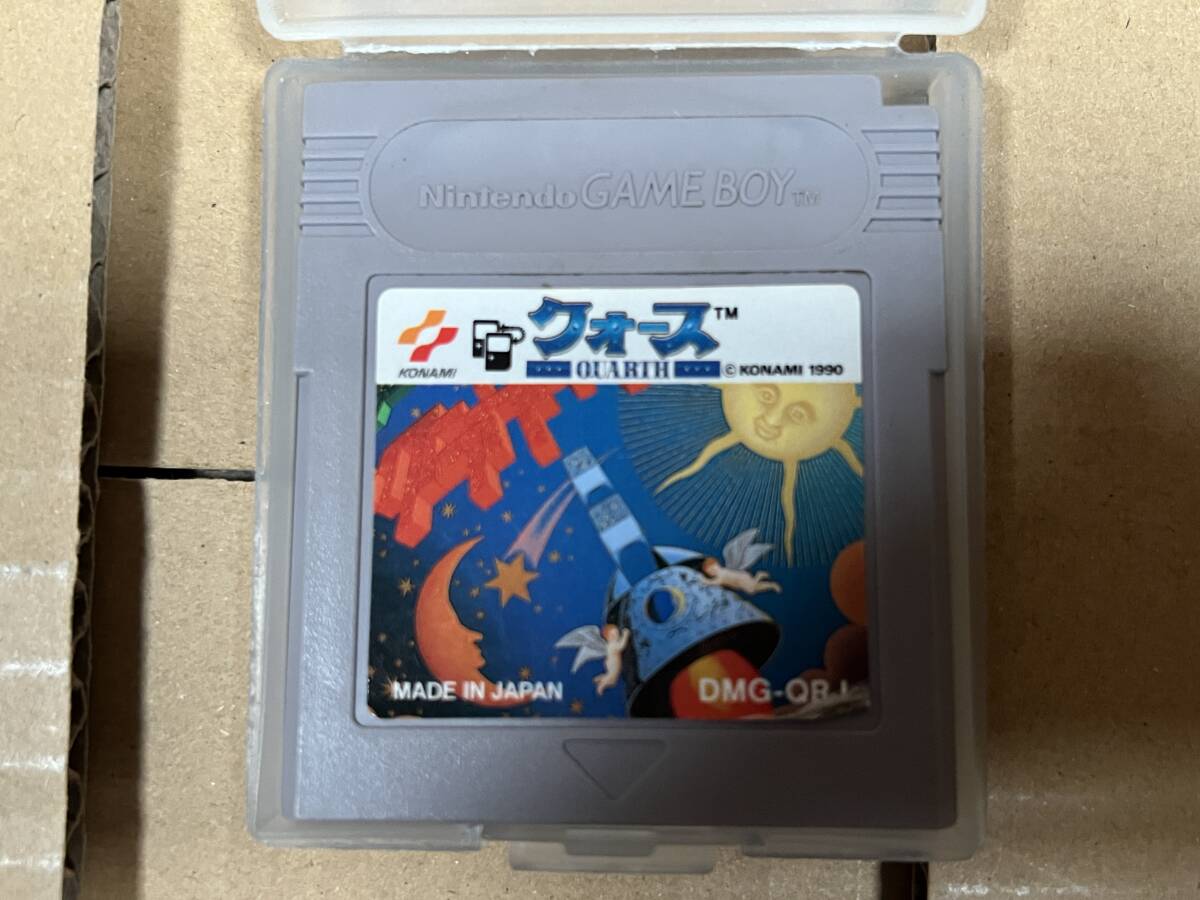 Nintendo GAME BOY TM
KONAMI
クォース TM
QUARTH
© KONAMI 1990
MADE IN JAPAN